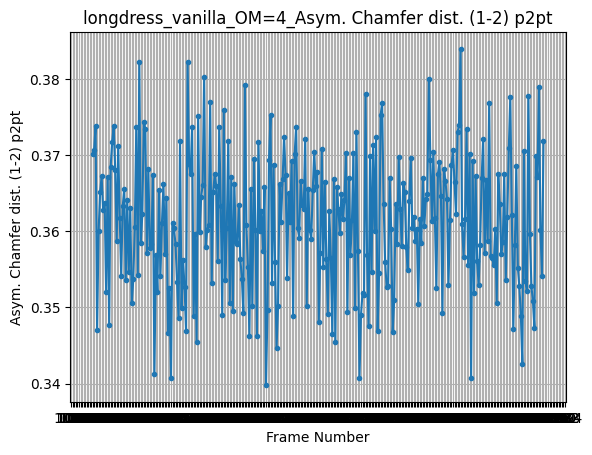 longdress_vanilla_OM=4_Asym. Chamfer dist. (1-2) p2pt
Asym. Chamfer dist. (1-2) p2pt
0.38
0.37
0.36
0.35
0.34
Frame Number